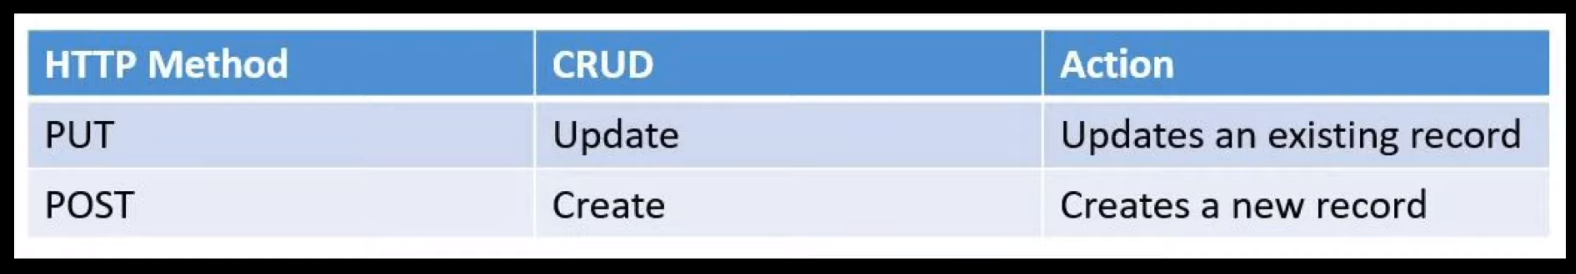 HTTP Method CRUD Action
PUT Update Updates an existing record
POST Create Creates a new record